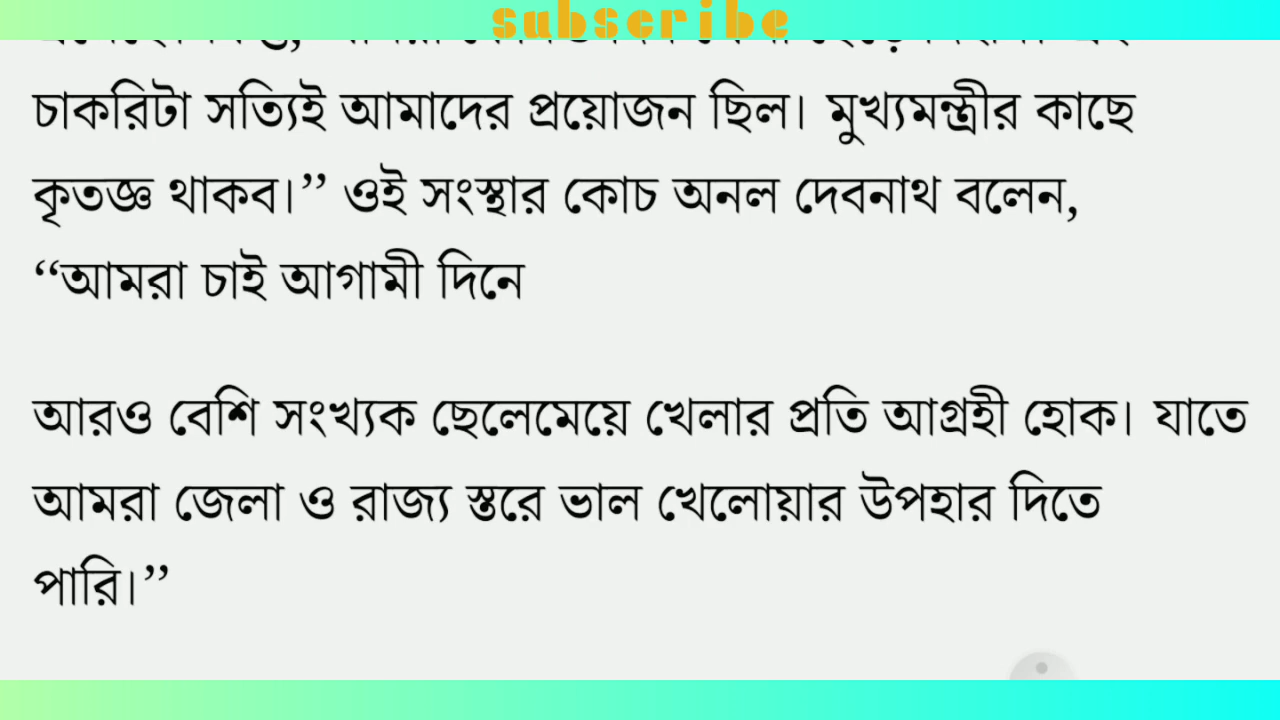 subscribe
চাকরিটা সত্যিই আমাদের প্রয়োজন ছিল। মুখ্যমন্ত্রীর কাছে
কৃতজ্ঞ থাকব।’’ ওই সংস্থার কোচ অনল দেবনাথ বলেন,
‘‘আমরা চাই আগামী দিনে
আরও বেশি সংখ্যক ছেলেমেয়ে খেলার প্রতি আগ্রহী হোক। যাতে
আমরা জেলা ও রাজ্য স্তরে ভাল খেলোয়ার উপহার দিতে
পারি।’’